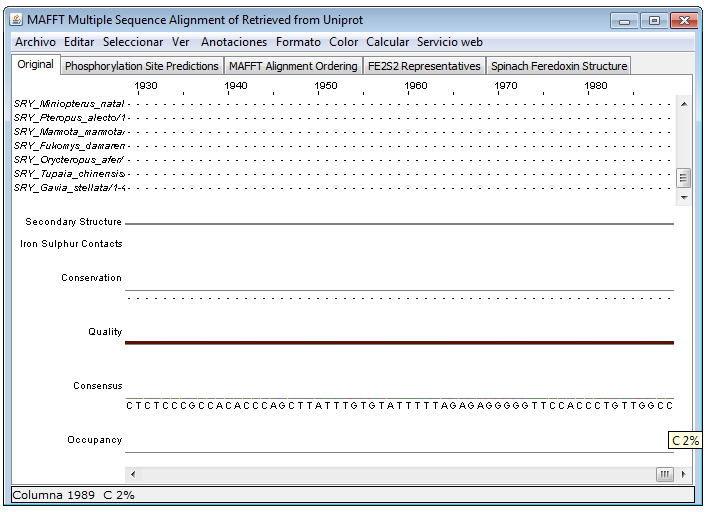 MAFFT Multiple Sequence Alignment of Retrieved from Uniprot
Archivo Editar Seleccionar Ver Anotaciones Formato Color Calcular Servicio web
Original Phosphorylation Site Predictions MAFFT Alignment Ordering FE2S2 Representatives Spinach Feredoxin Structure
1930 1940 1950 1960 1970 1980
SRY_Miniopterus_natal
SRY_Pteropus_alecto/1
SRY_Marmota_marmota/
SRY_Fukomys_damaren
SRY_Orycteropus_afer/
SRY_Tupaia_chinensis
SRY_Gavia_stellata/1-4
Secondary Structure
Iron Sulphur Contacts
Conservation
Quality
Consensus
CTCTCCCGCCACACCCAGCTTATTTGTGTATTTTTAGAGAGGGGGTTCCACCCTGTTGGCC
Occupancy
C 2%
Columna 1989 C 2%